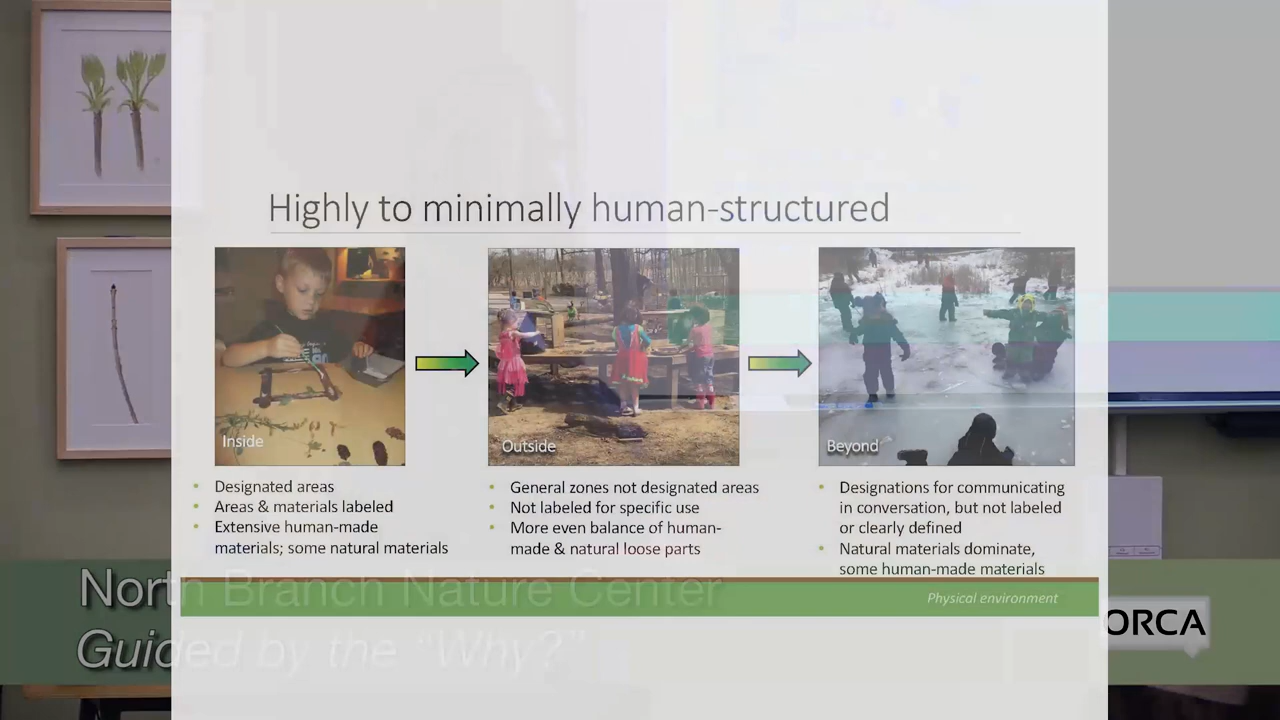 Highly to minimally human-structured
Inside
Outside
Beyond
• Designated areas
• Areas & materials labeled
• Extensive human-made
materials; some natural materials
• General zones not designated areas
• Not labeled for specific use
• More even balance of human-
made & natural loose parts
• Designations for communicating
in conversation, but not labeled
or clearly defined
• Natural materials dominate,
some human-made materials
Physical environment
North Branch Nature Center
Guided by the “Why?”
ORCA